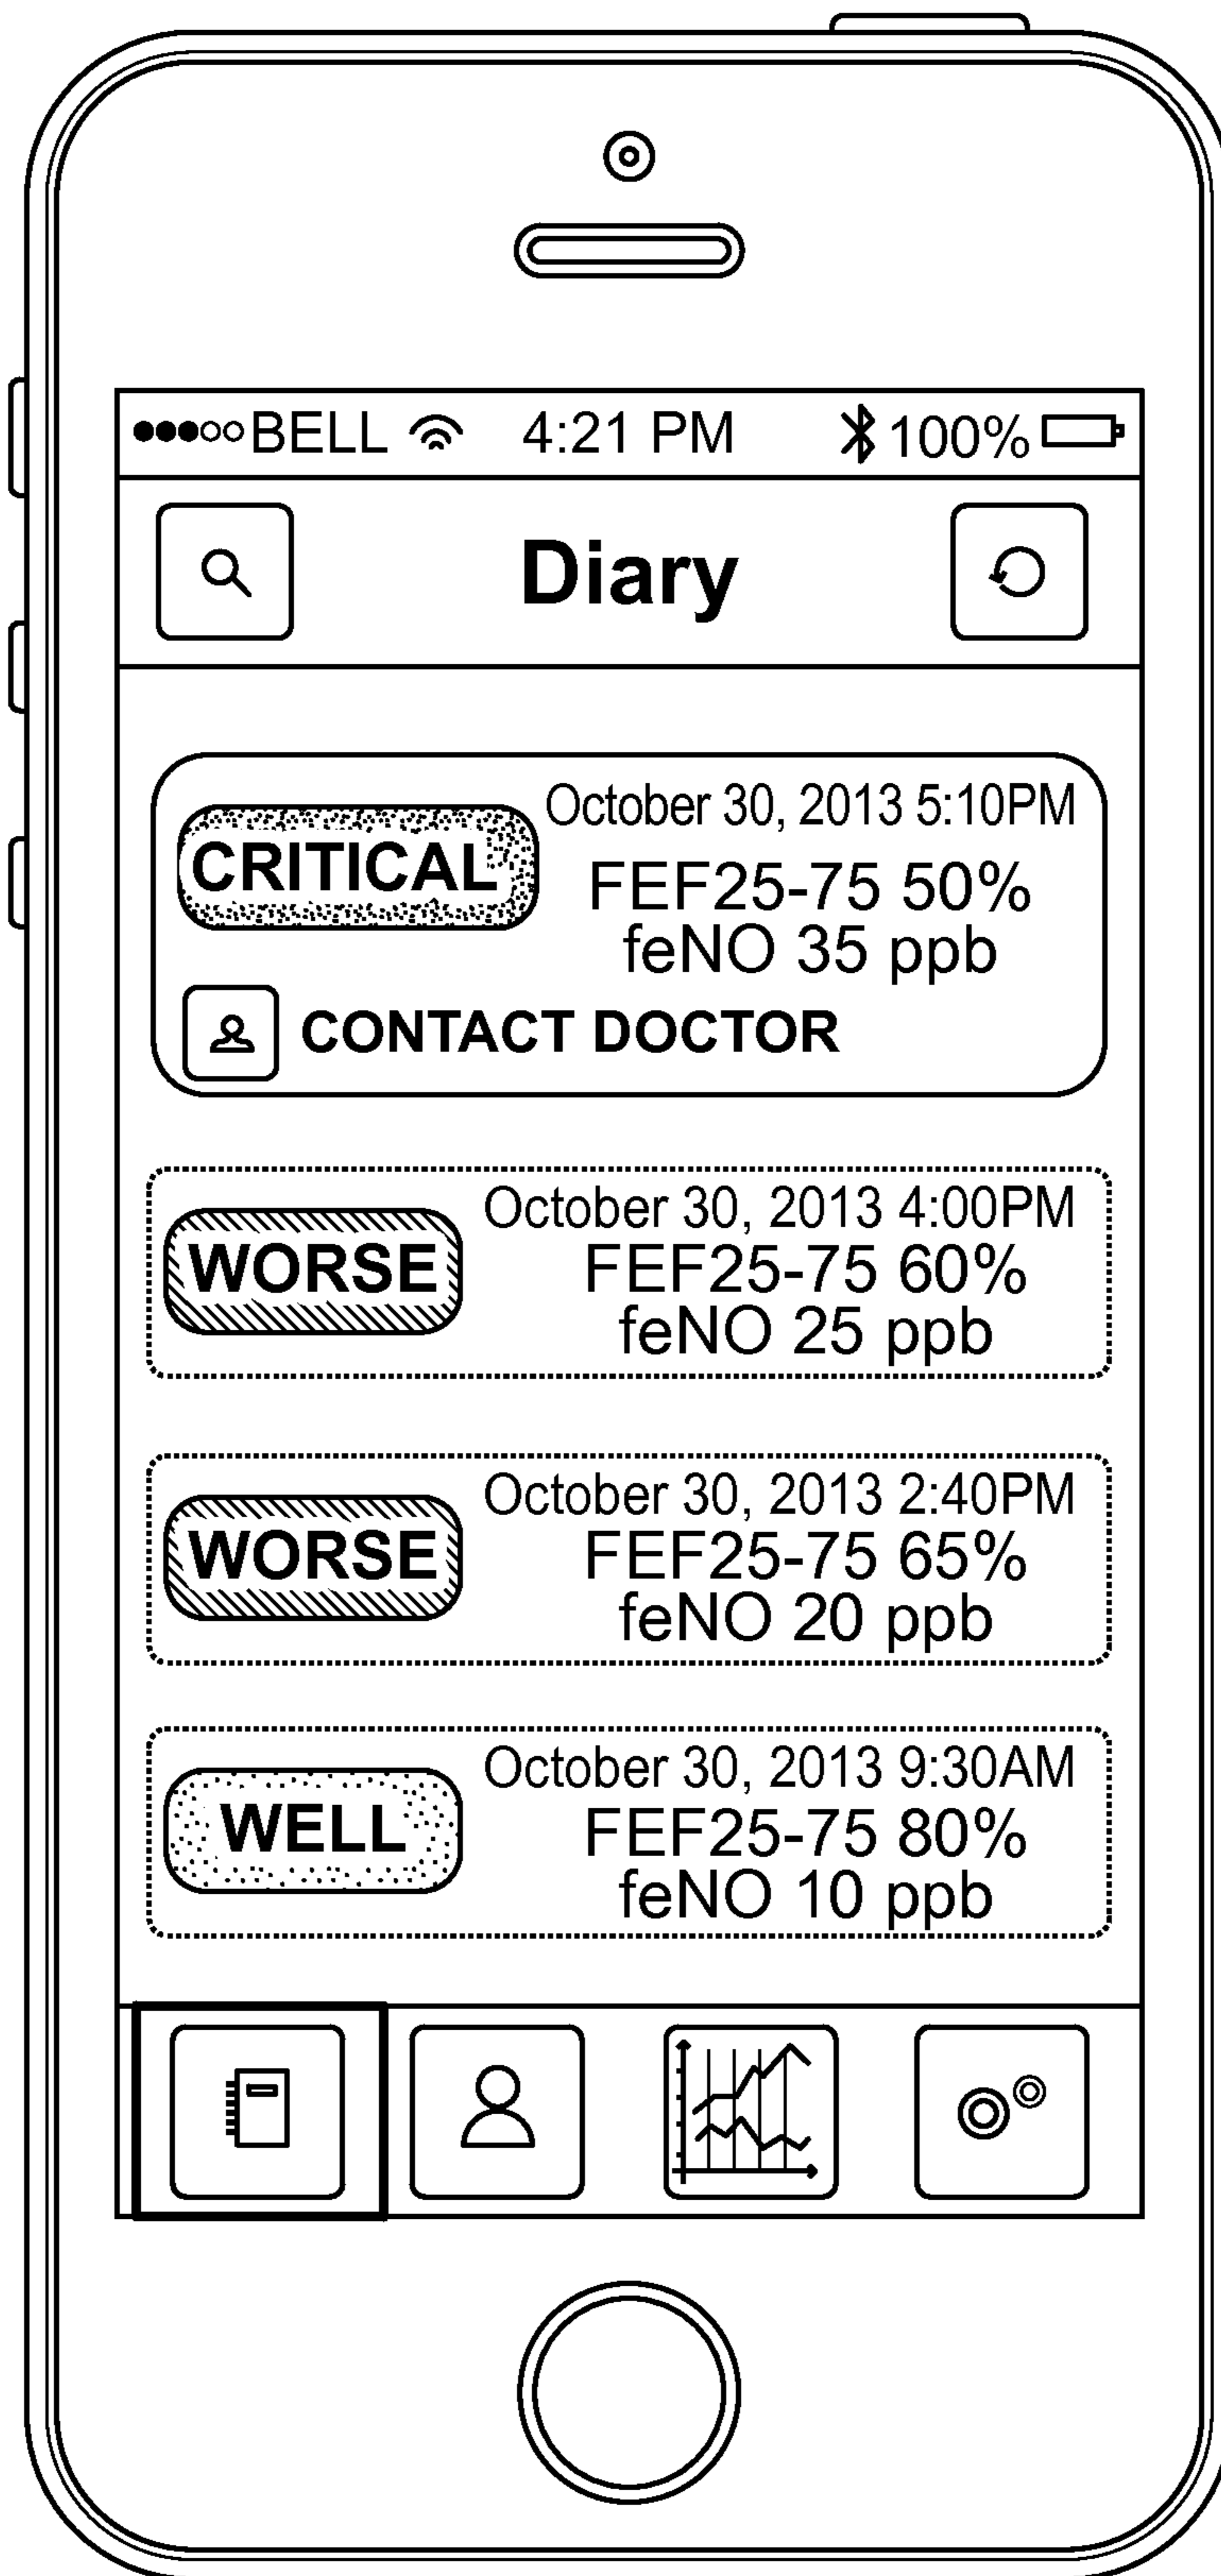 BELL 4:21 PM 100%
Diary
October 30, 2013 5:10PM
CRITICAL
FEF25-75 50%
feNO 35 ppb
CONTACT DOCTOR
October 30, 2013 4:00PM
WORSE
FEF25-75 60%
feNO 25 ppb
October 30, 2013 2:40PM
WORSE
FEF25-75 65%
feNO 20 ppb
October 30, 2013 9:30AM
WELL
FEF25-75 80%
feNO 10 ppb